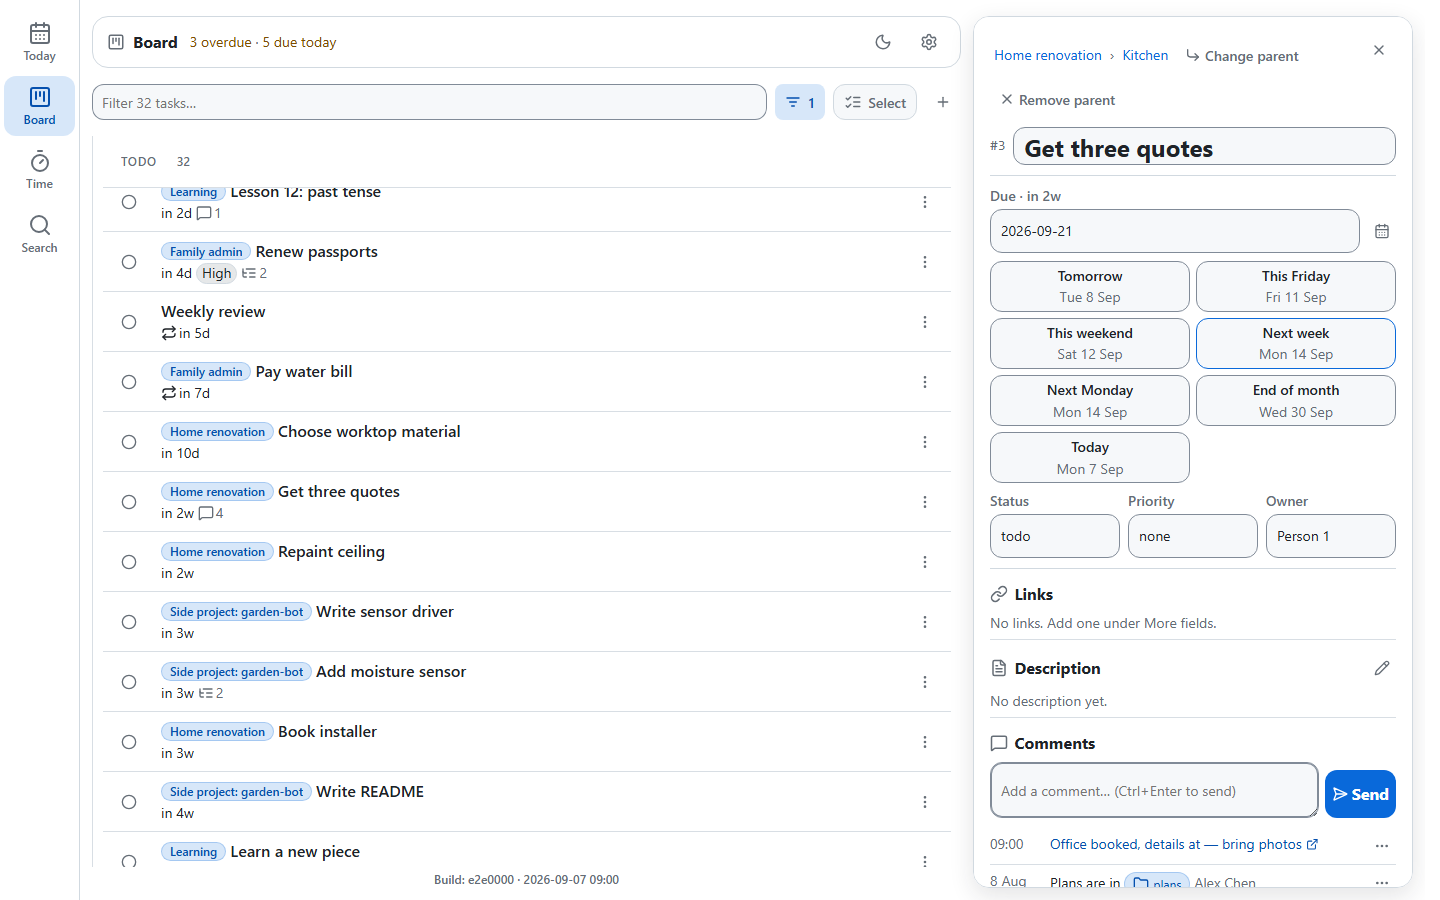 Today
Board
Time
Search
Board 3 overdue · 5 due today
Filter 32 tasks...
1
Select
TODO 32
Learning Lesson 12: past tense
in 2d 1
Family admin Renew passports
in 4d High 2
Weekly review
in 5d
Family admin Pay water bill
in 7d
Home renovation Choose worktop material
in 10d
Home renovation Get three quotes
in 2w 4
Home renovation Repaint ceiling
in 2w
Side project: garden-bot Write sensor driver
in 3w
Side project: garden-bot Add moisture sensor
in 3w 2
Home renovation Book installer
in 3w
Side project: garden-bot Write README
in 4w
Learning Learn a new piece
Build: e2e0000 · 2026-09-07 09:00
Home renovation › Kitchen Change parent
Remove parent
#3 Get three quotes
Due · in 2w
2026-09-21
Tomorrow
Tue 8 Sep
This Friday
Fri 11 Sep
This weekend
Sat 12 Sep
Next week
Mon 14 Sep
Next Monday
Mon 14 Sep
End of month
Wed 30 Sep
Today
Mon 7 Sep
Status Priority Owner
todo none Person 1
Links
No links. Add one under More fields.
Description
No description yet.
Comments
Add a comment... (Ctrl+Enter to send)
Send
09:00 Office booked, details at — bring photos
8 Aug Plans are in plans Alex Chen